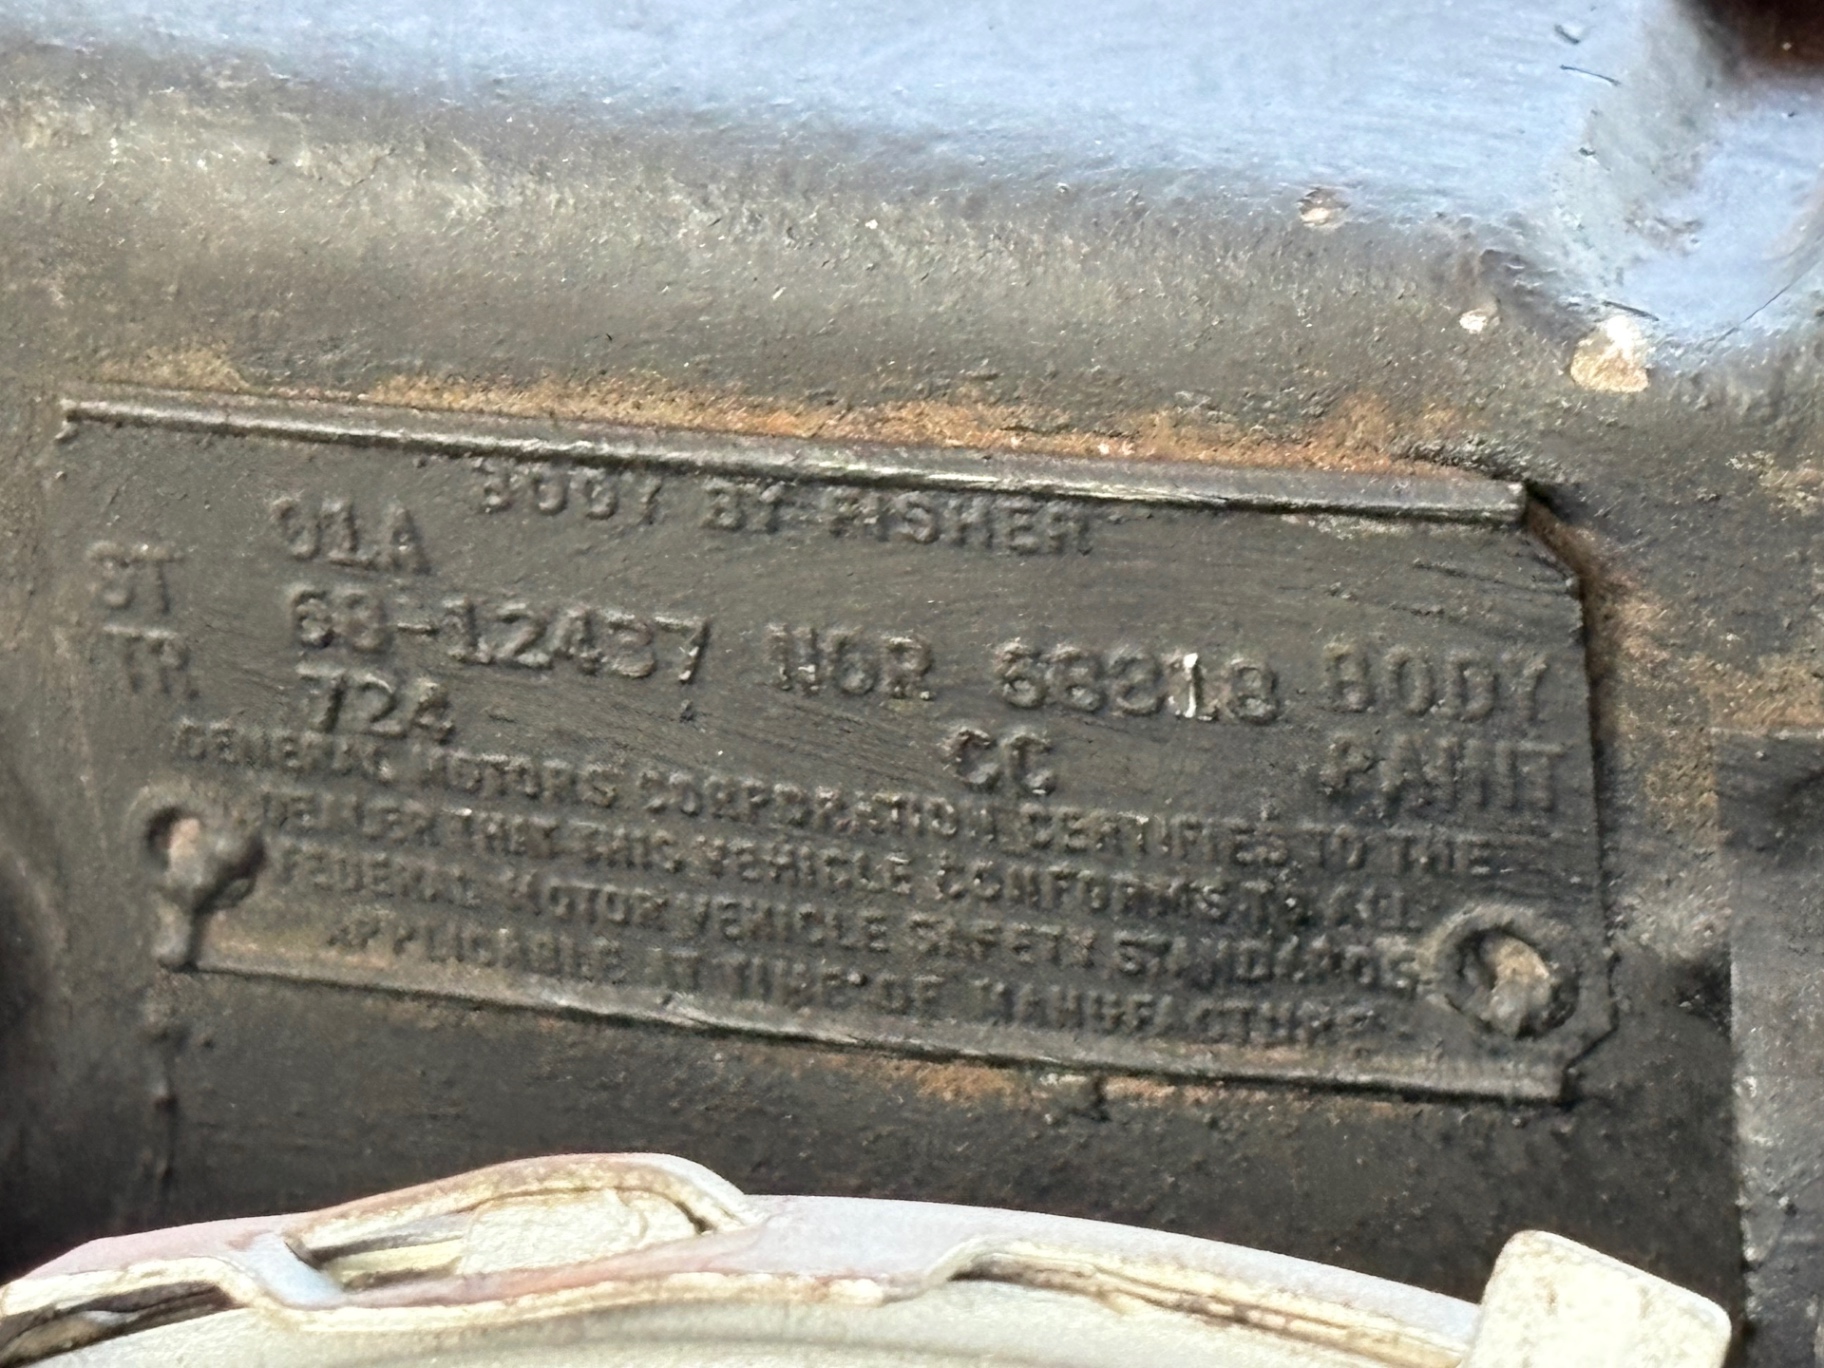 BODY BY FISHER
01A
ST 68-12437 NOR 68318 BODY
TR 724 CC PAINT
GENERAL MOTORS CORPORATION CERTIFIES TO THE
DEALER THAT THIS VEHICLE CONFORMS TO ALL
FEDERAL MOTOR VEHICLE SAFETY STANDARDS
APPLICABLE AT TIME OF MANUFACTURE